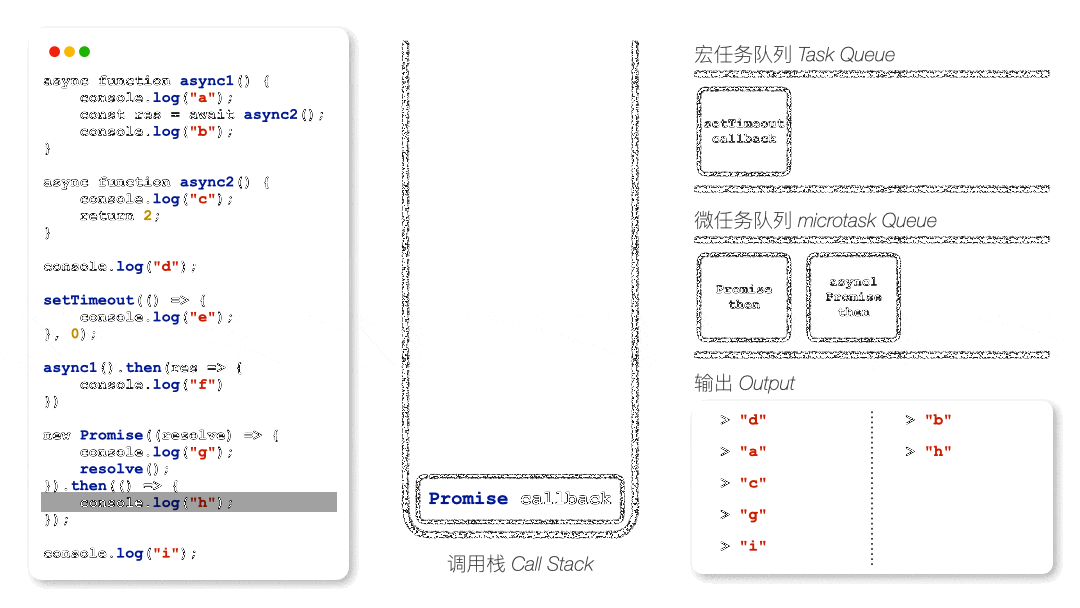 async function async1() {
    console.log("a");
    const res = await async2();
    console.log("b");
}
async function async2() {
    console.log("c");
    return 2;
}
console.log("d");
setTimeout(() => {
    console.log("e");
}, 0);
async1().then(res => {
    console.log("f")
})
new Promise((resolve) => {
    console.log("g");
    resolve();
}).then(() => {
    console.log("h");
});
console.log("i");
Promise callback
调用栈 Call Stack
宏任务队列 Task Queue
setTimeout
callback
微任务队列 microtask Queue
Promise
then
async1
Promise
then
输出 Output
> "d"
> "a"
> "c"
> "g"
> "i"
> "b"
> "h"